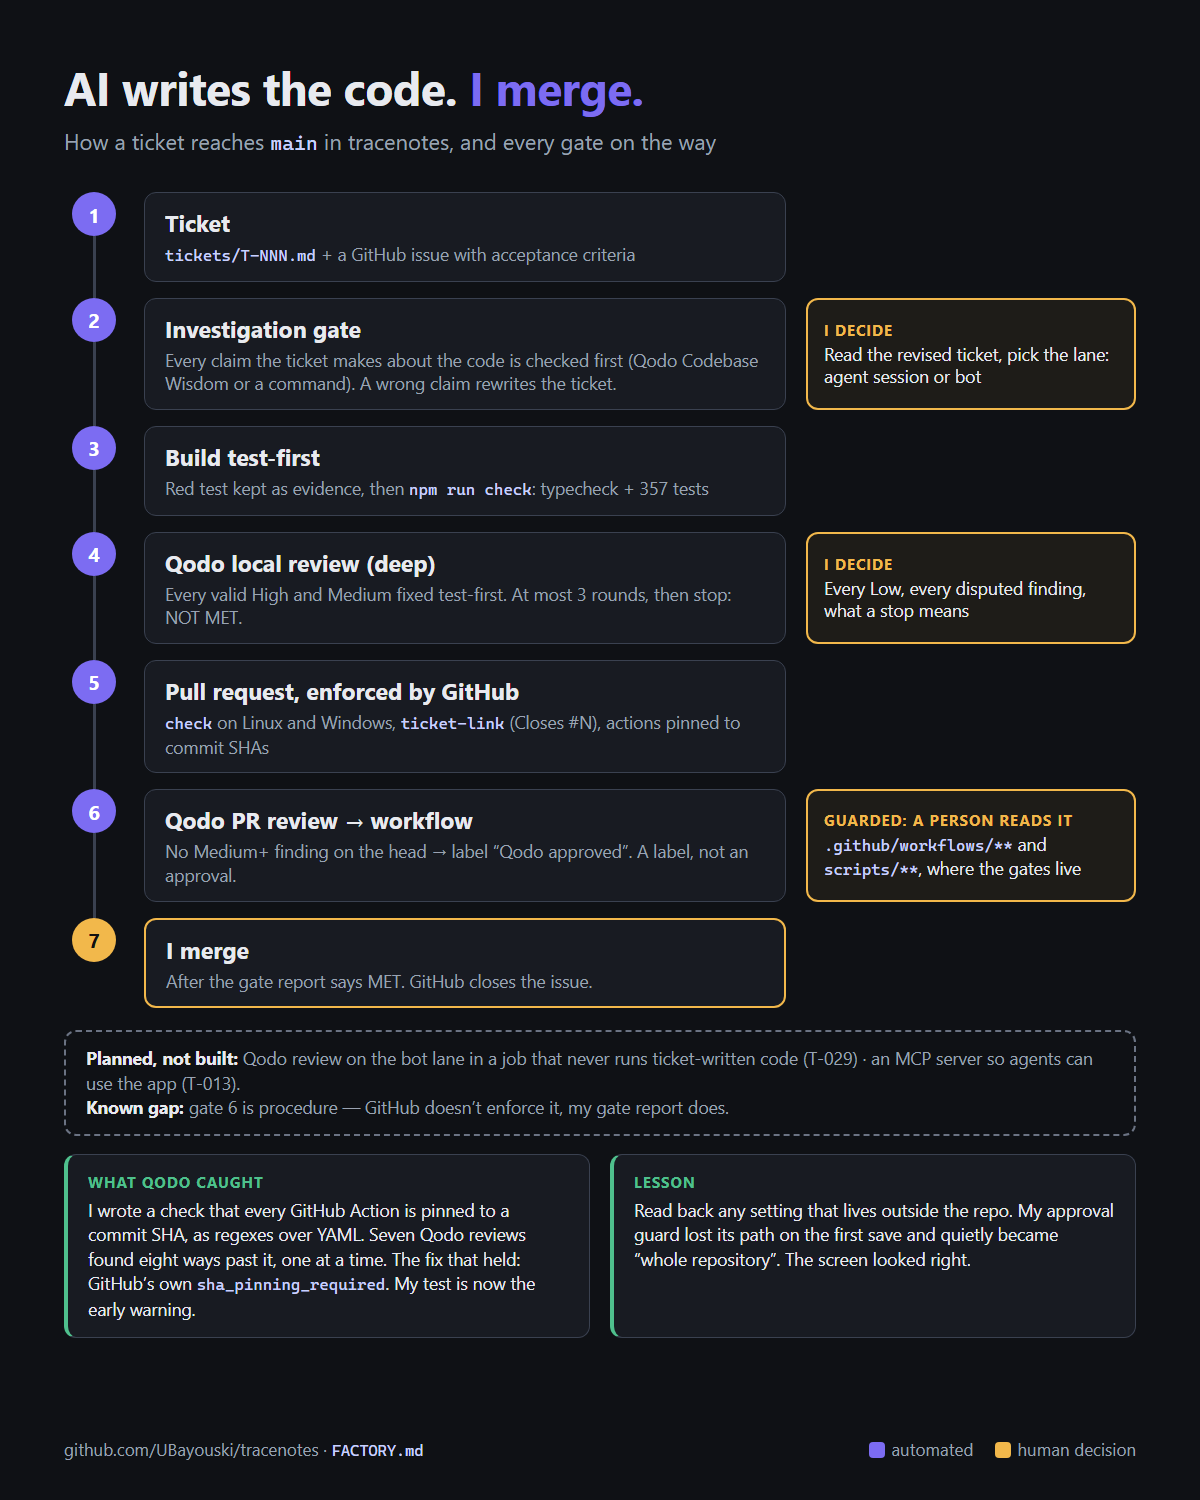 AI writes the code. I merge.
How a ticket reaches main in tracenotes, and every gate on the way
1
Ticket
tickets/T-NNN.md + a GitHub issue with acceptance criteria
2
Investigation gate
Every claim the ticket makes about the code is checked first (Qodo Codebase
Wisdom or a command). A wrong claim rewrites the ticket.
I DECIDE
Read the revised ticket, pick the lane:
agent session or bot
3
Build test-first
Red test kept as evidence, then npm run check: typecheck + 357 tests
4
Qodo local review (deep)
Every valid High and Medium fixed test-first. At most 3 rounds, then stop:
NOT MET.
I DECIDE
Every Low, every disputed finding,
what a stop means
5
Pull request, enforced by GitHub
check on Linux and Windows, ticket-link (Closes #N), actions pinned to
commit SHAs
6
Qodo PR review → workflow
No Medium+ finding on the head → label “Qodo approved”. A label, not an
approval.
GUARDED: A PERSON READS IT
.github/workflows/** and
scripts/**, where the gates live
7
I merge
After the gate report says MET. GitHub closes the issue.
Planned, not built: Qodo review on the bot lane in a job that never runs ticket-written code (T-029) · an MCP server so agents can
use the app (T-013).
Known gap: gate 6 is procedure — GitHub doesn’t enforce it, my gate report does.
WHAT QODO CAUGHT
I wrote a check that every GitHub Action is pinned to a
commit SHA, as regexes over YAML. Seven Qodo reviews
found eight ways past it, one at a time. The fix that held:
GitHub’s own sha_pinning_required. My test is now the
early warning.
LESSON
Read back any setting that lives outside the repo. My approval
guard lost its path on the first save and quietly became
“whole repository”. The screen looked right.
github.com/UBayouski/tracenotes · FACTORY.md
automated
human decision